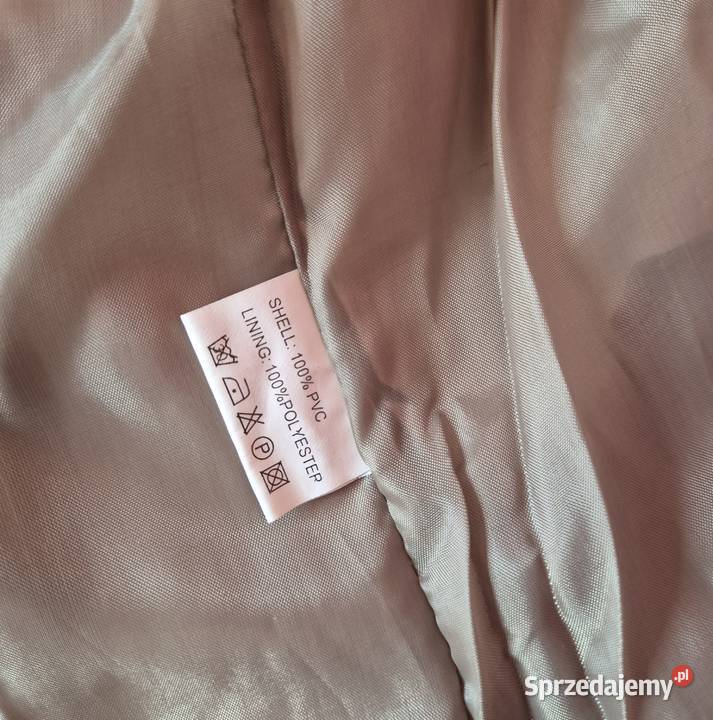 SHELL: 100% PVC
LINING: 100%POLYESTER
P
Sprzedajemy.pl